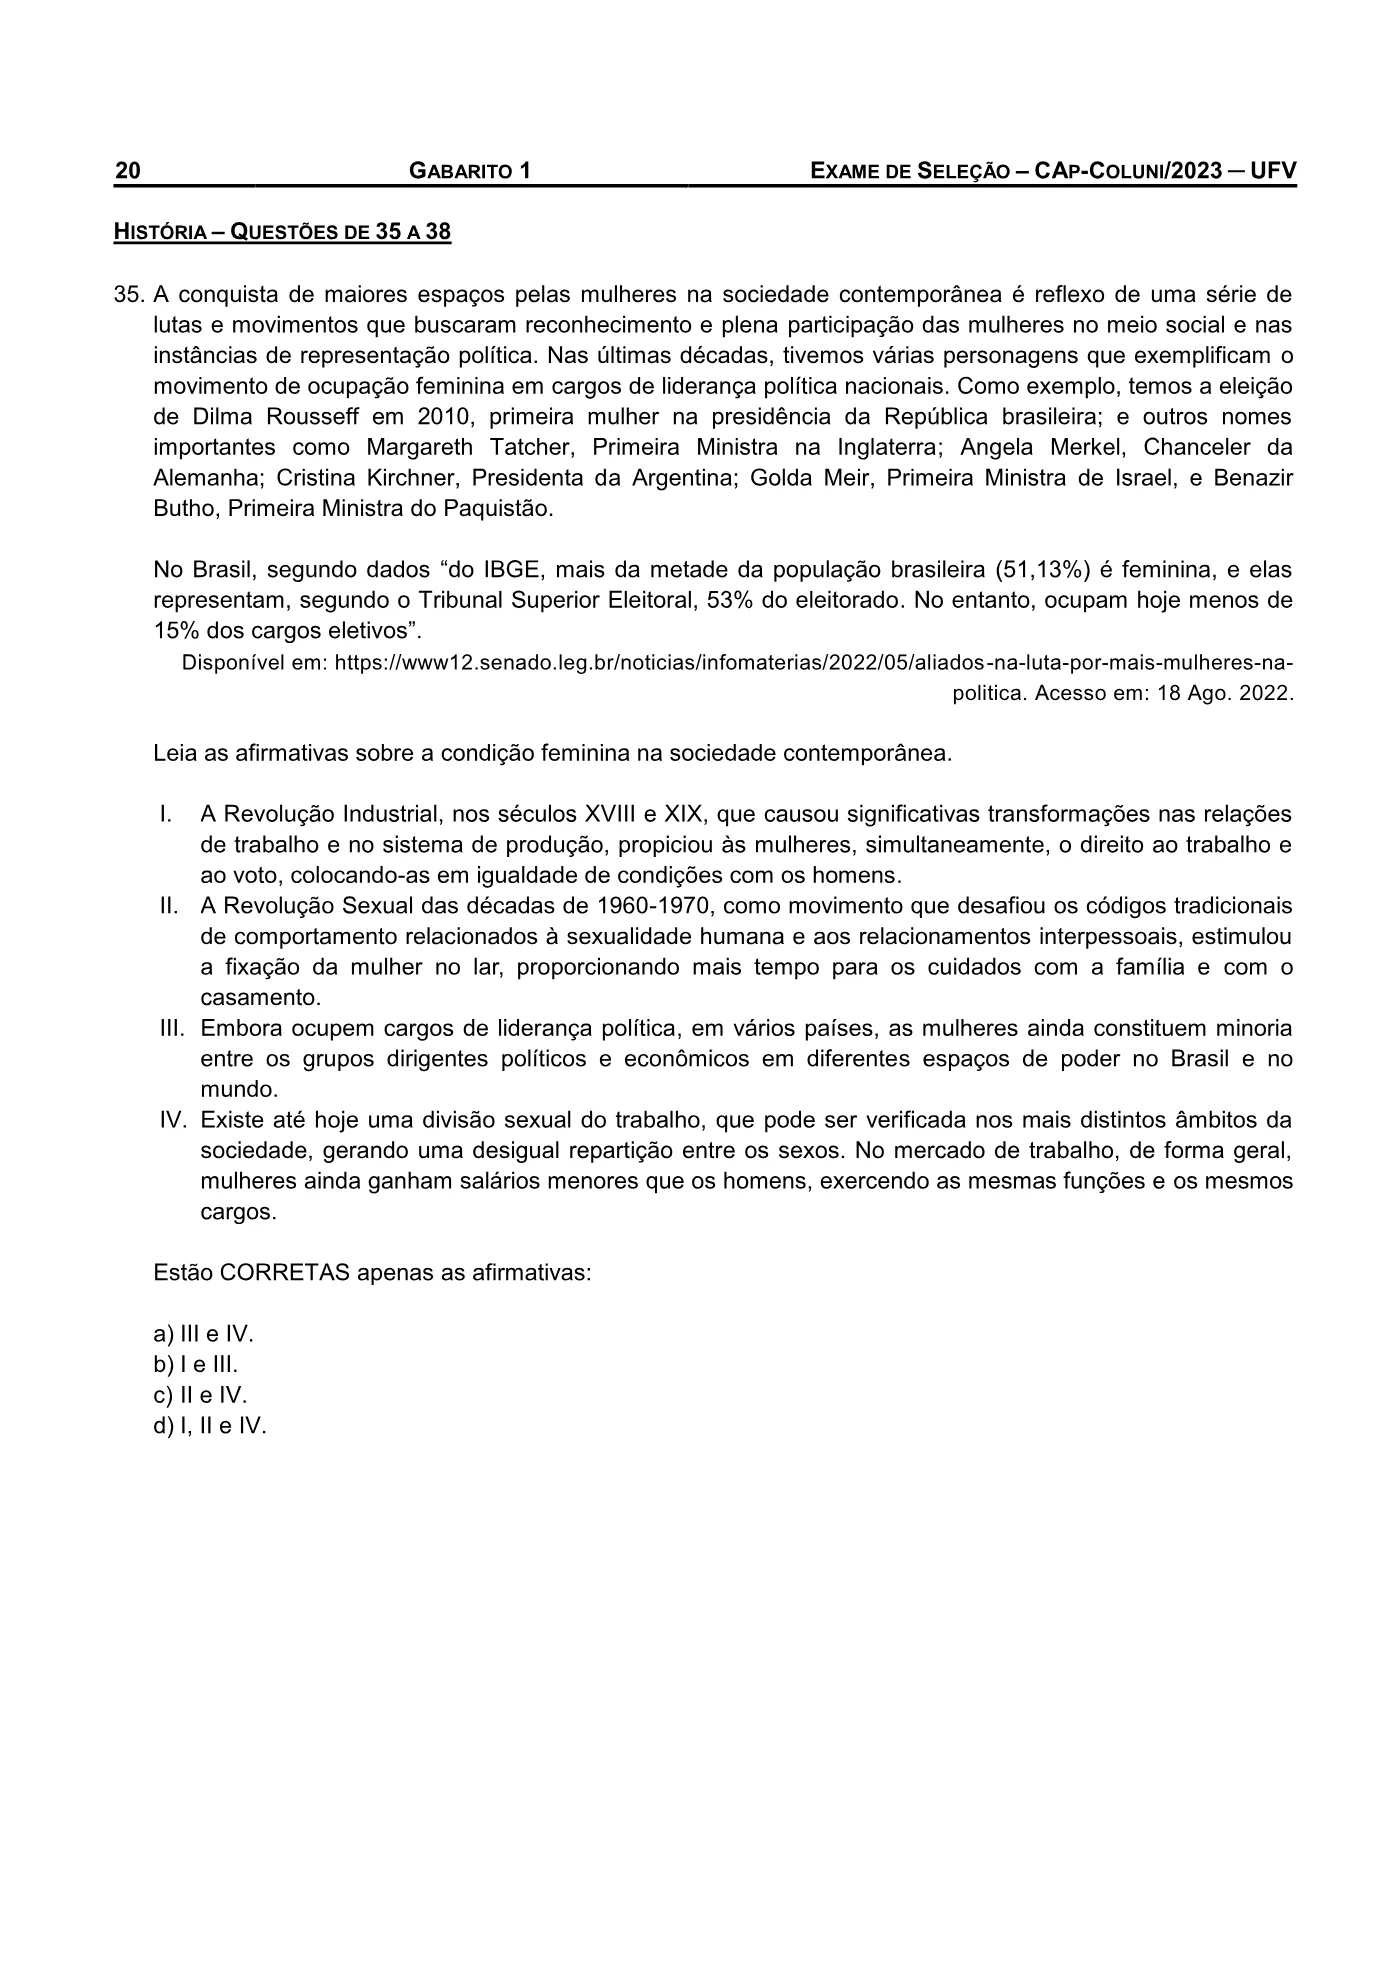 20 GABARITO 1 EXAME DE SELEÇÃO – CAP-COLUNI/2023 — UFV
HISTÓRIA – QUESTÕES DE 35 A 38
35. A conquista de maiores espaços pelas mulheres na sociedade contemporânea é reflexo de uma série de
lutas e movimentos que buscaram reconhecimento e plena participação das mulheres no meio social e nas
instâncias de representação política. Nas últimas décadas, tivemos várias personagens que exemplificam o
movimento de ocupação feminina em cargos de liderança política nacionais. Como exemplo, temos a eleição
de Dilma Rousseff em 2010, primeira mulher na presidência da República brasileira; e outros nomes
importantes como Margareth Tatcher, Primeira Ministra na Inglaterra; Angela Merkel, Chanceler da
Alemanha; Cristina Kirchner, Presidenta da Argentina; Golda Meir, Primeira Ministra de Israel, e Benazir
Butho, Primeira Ministra do Paquistão.
No Brasil, segundo dados “do IBGE, mais da metade da população brasileira (51,13%) é feminina, e elas
representam, segundo o Tribunal Superior Eleitoral, 53% do eleitorado. No entanto, ocupam hoje menos de
15% dos cargos eletivos”.
Disponível em: https://www12.senado.leg.br/noticias/infomaterias/2022/05/aliados-na-luta-por-mais-mulheres-na-
politica. Acesso em: 18 Ago. 2022.
Leia as afirmativas sobre a condição feminina na sociedade contemporânea.
I. A Revolução Industrial, nos séculos XVIII e XIX, que causou significativas transformações nas relações
de trabalho e no sistema de produção, propiciou às mulheres, simultaneamente, o direito ao trabalho e
ao voto, colocando-as em igualdade de condições com os homens.
II. A Revolução Sexual das décadas de 1960-1970, como movimento que desafiou os códigos tradicionais
de comportamento relacionados à sexualidade humana e aos relacionamentos interpessoais, estimulou
a fixação da mulher no lar, proporcionando mais tempo para os cuidados com a família e com o
casamento.
III. Embora ocupem cargos de liderança política, em vários países, as mulheres ainda constituem minoria
entre os grupos dirigentes políticos e econômicos em diferentes espaços de poder no Brasil e no
mundo.
IV. Existe até hoje uma divisão sexual do trabalho, que pode ser verificada nos mais distintos âmbitos da
sociedade, gerando uma desigual repartição entre os sexos. No mercado de trabalho, de forma geral,
mulheres ainda ganham salários menores que os homens, exercendo as mesmas funções e os mesmos
cargos.
Estão CORRETAS apenas as afirmativas:
a) III e IV.
b) I e III.
c) II e IV.
d) I, II e IV.